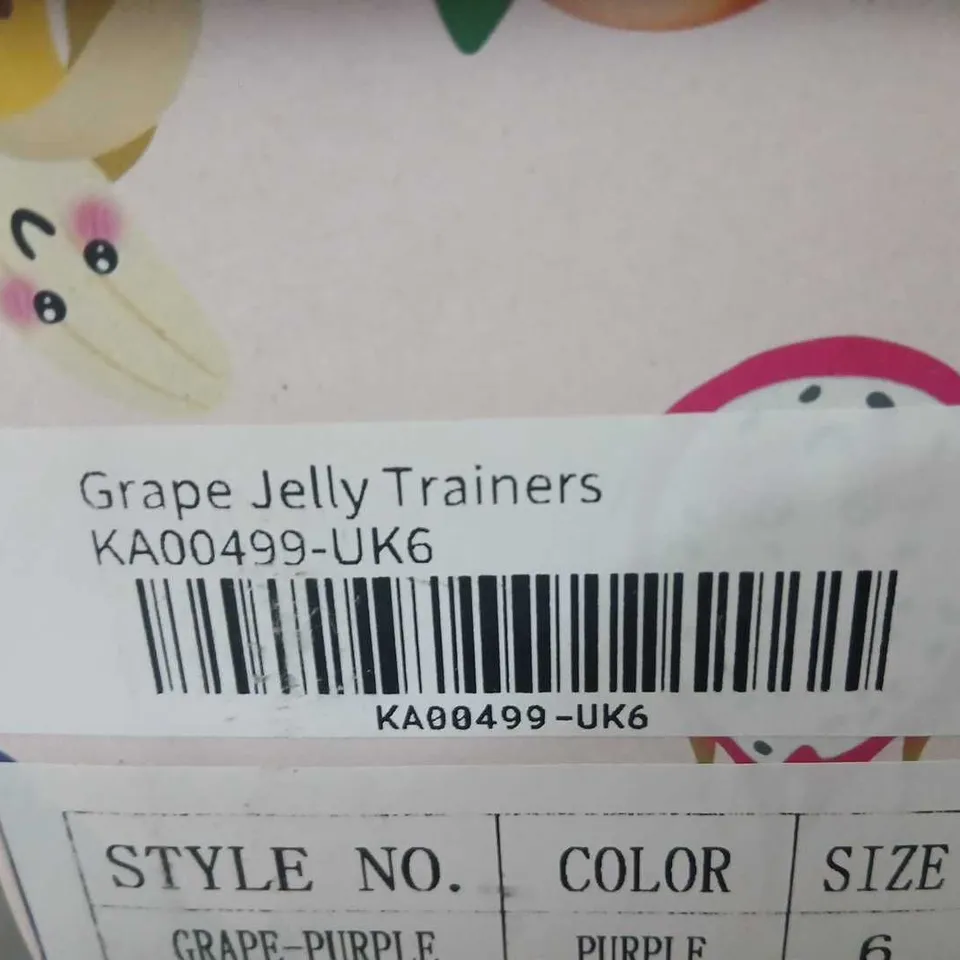 Grape Jelly Trainers
KA00499-UK6
KA00499-UK6
STYLE NO. COLOR SIZE
GRAPE-PURPLE PURPLE 6